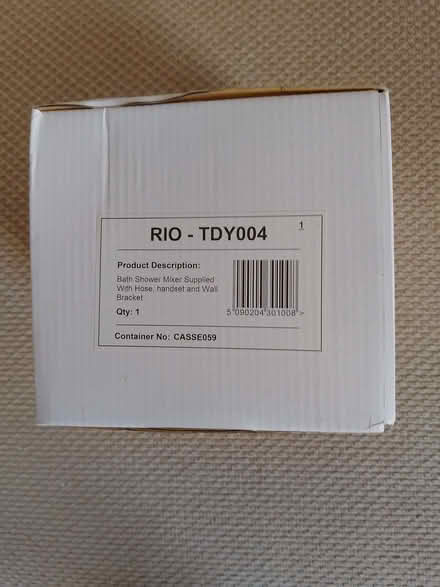 RIO - TDY004
1
Product Description:
Bath Shower Mixer Supplied
With Hose, handset and Wall
Bracket
Qty: 1
5 090204 301008 >
Container No: CASSE059